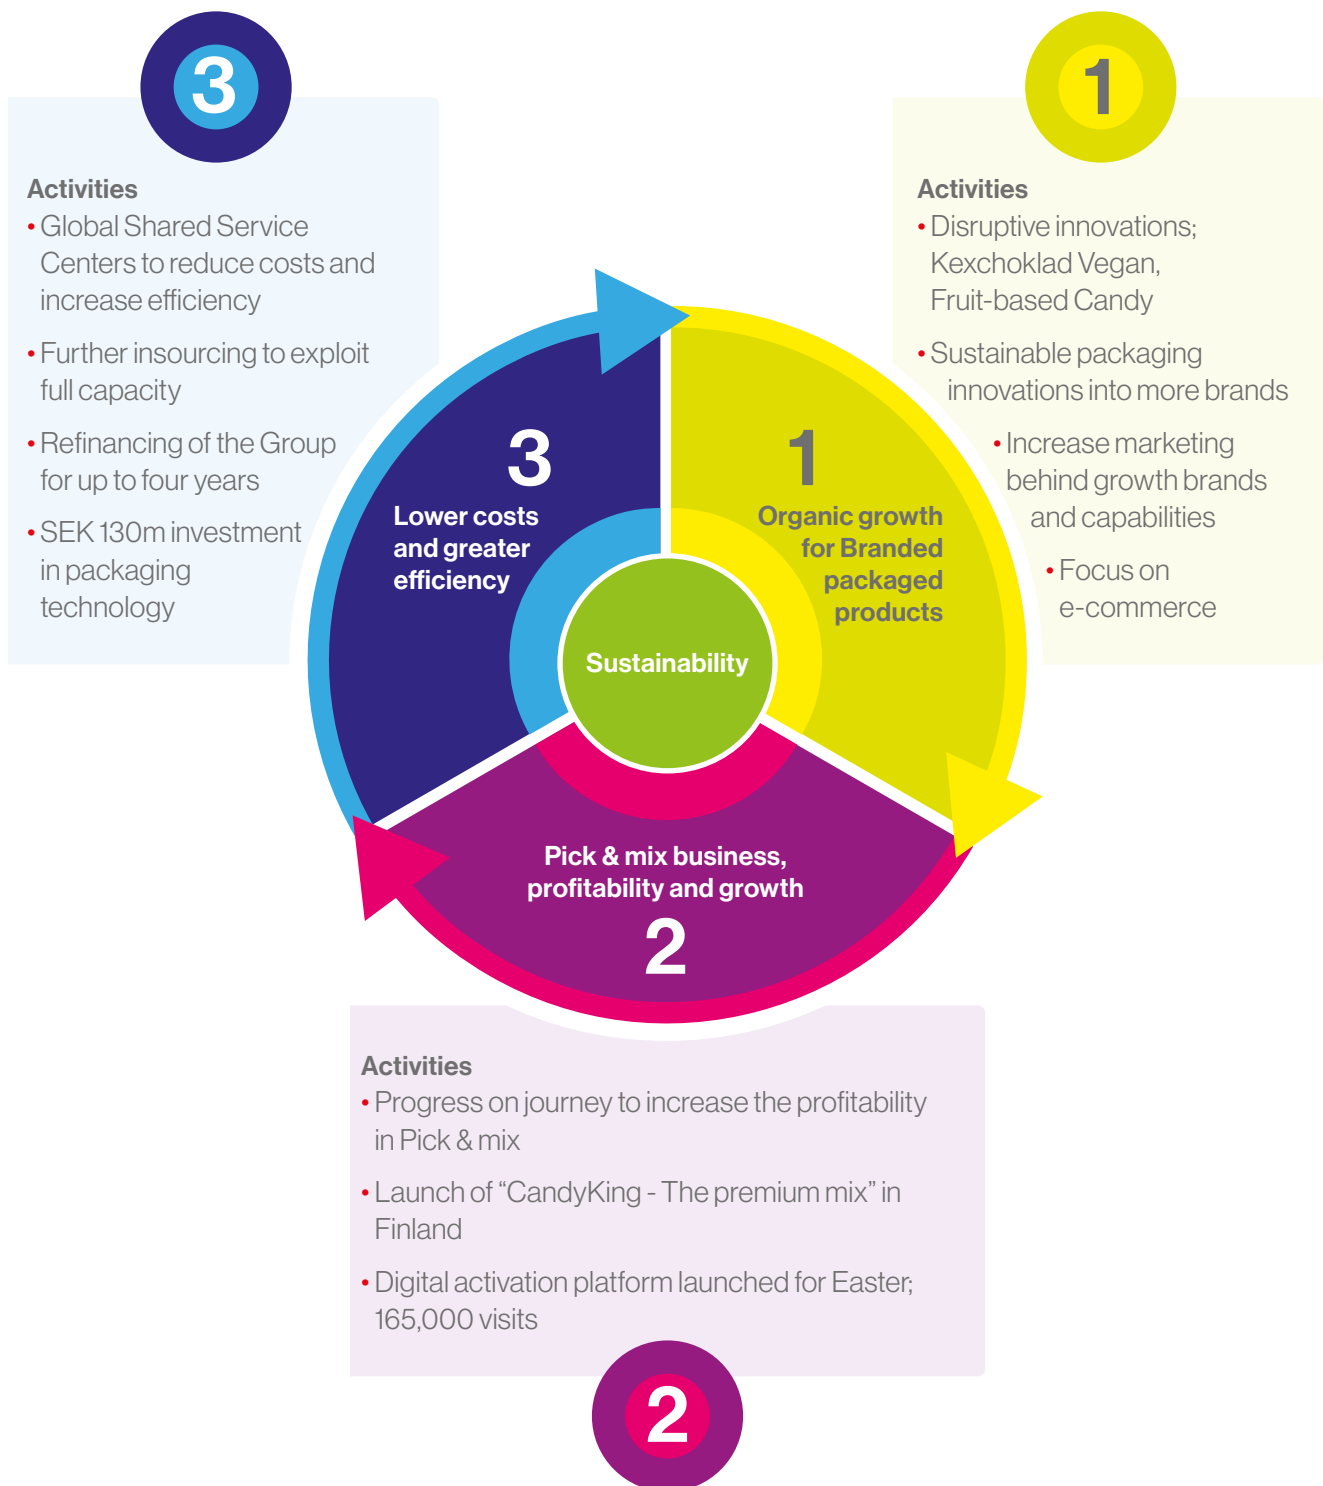 3
Activities
• Global Shared Service
Centers to reduce costs and
increase efficiency
• Further insourcing to exploit
full capacity
• Refinancing of the Group
for up to four years
• SEK 130m investment
in packaging
technology
1
Activities
• Disruptive innovations;
Kexchoklad Vegan,
Fruit-based Candy
• Sustainable packaging
innovations into more brands
• Increase marketing
behind growth brands
and capabilities
• Focus on
e-commerce
3
Lower costs
and greater
efficiency
1
Organic growth
for Branded
packaged
products
Sustainability
Pick & mix business,
profitability and growth
2
Activities
• Progress on journey to increase the profitability
in Pick & mix
• Launch of “CandyKing - The premium mix” in
Finland
• Digital activation platform launched for Easter;
165,000 visits
2